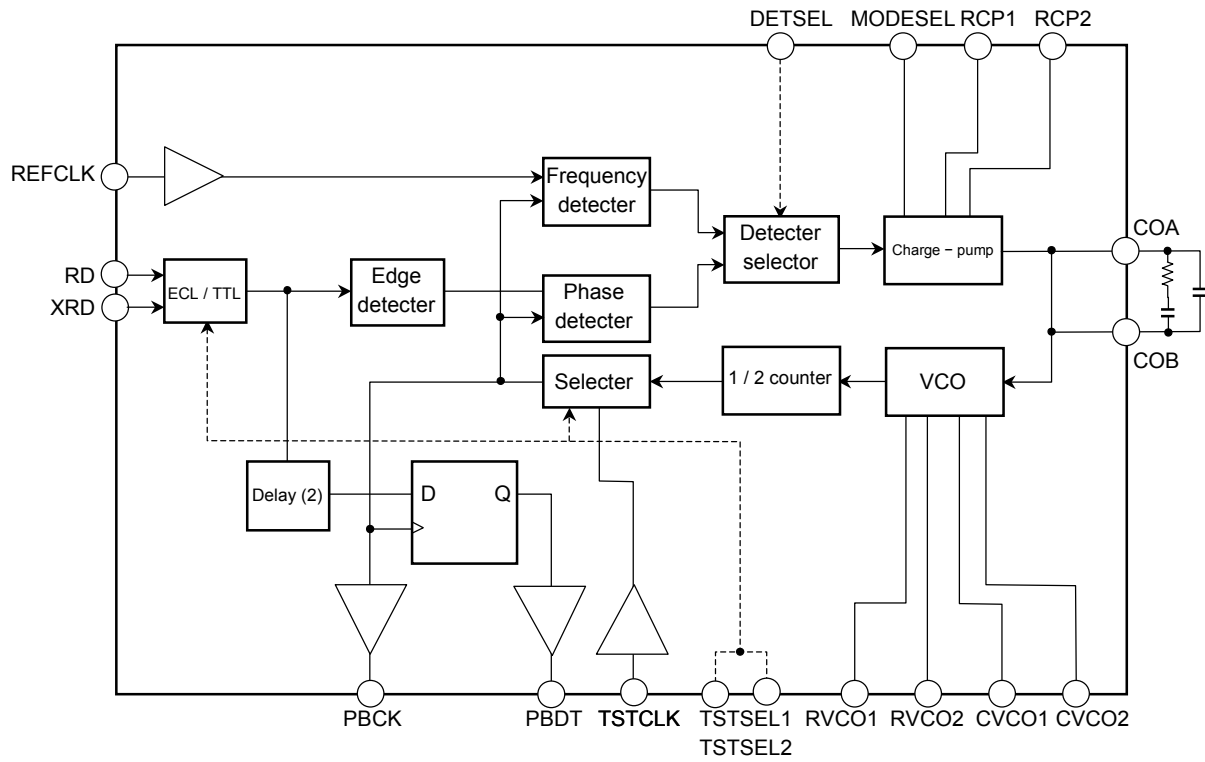 DETSEL MODESEL RCP1 RCP2
REFCLK
Frequency
detecter
Detecter
selector
Charge – pump
COA
RD
XRD
ECL / TTL
Edge
detecter
Phase
detecter
COB
Selecter
1 / 2 counter
VCO
Delay (2)
D Q
PBCK PBDT TSTCLK TSTSEL1 RVCO1 RVCO2 CVCO1 CVCO2
TSTSEL2